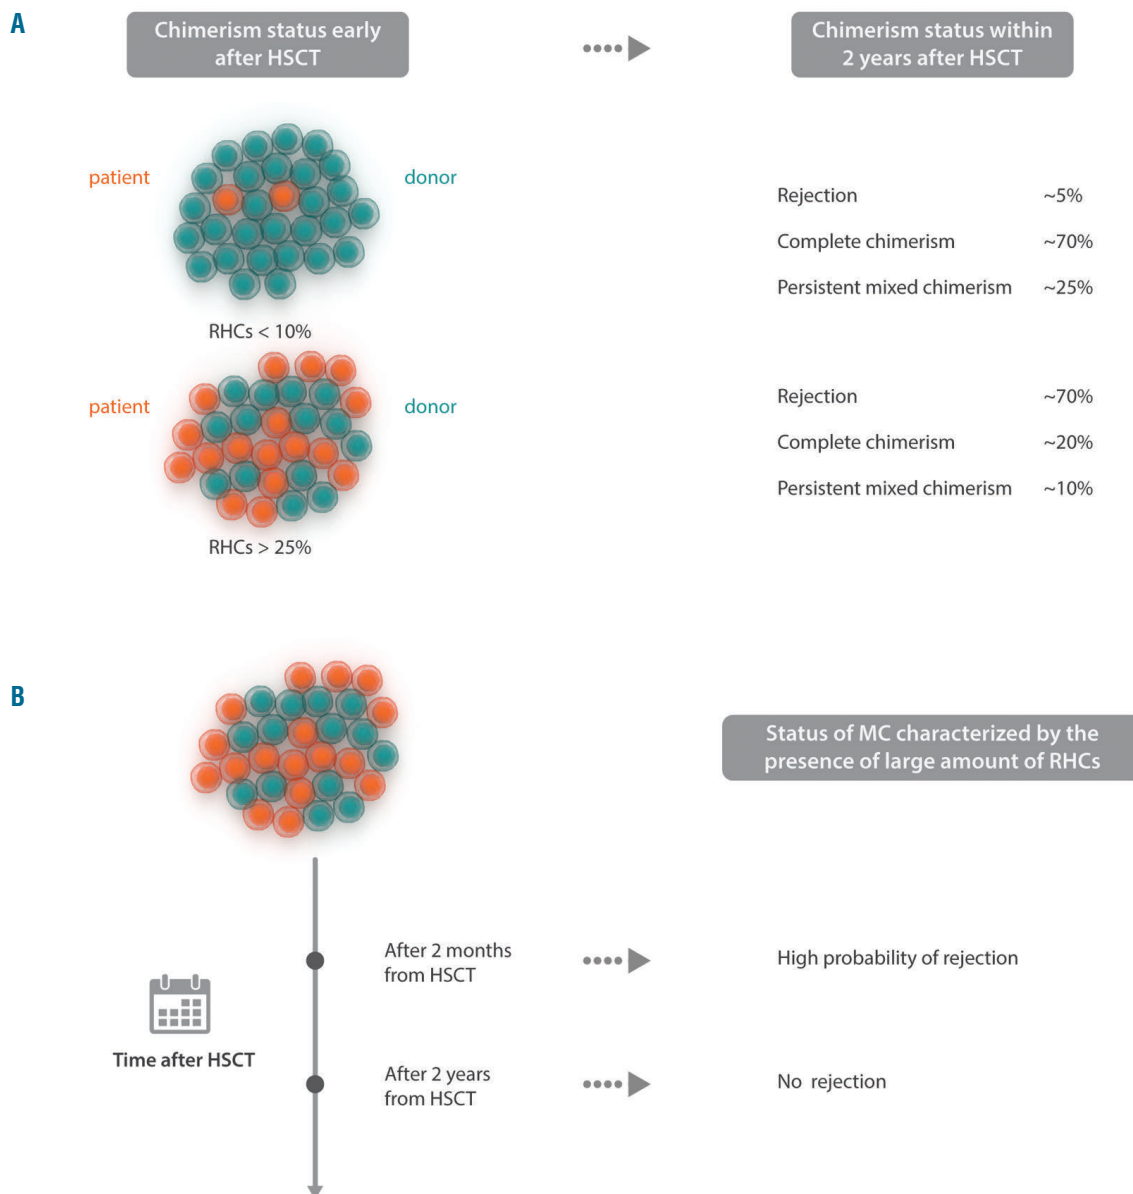 A
Chimerism status early
after HSCT
Chimerism status within
2 years after HSCT
patient
donor
RHCs < 10%
Rejection ~5%
Complete chimerism ~70%
Persistent mixed chimerism ~25%
patient
donor
RHCs > 25%
Rejection ~70%
Complete chimerism ~20%
Persistent mixed chimerism ~10%
B
Status of MC characterized by the
presence of large amount of RHCs
Time after HSCT
After 2 months
from HSCT
High probability of rejection
After 2 years
from HSCT
No rejection